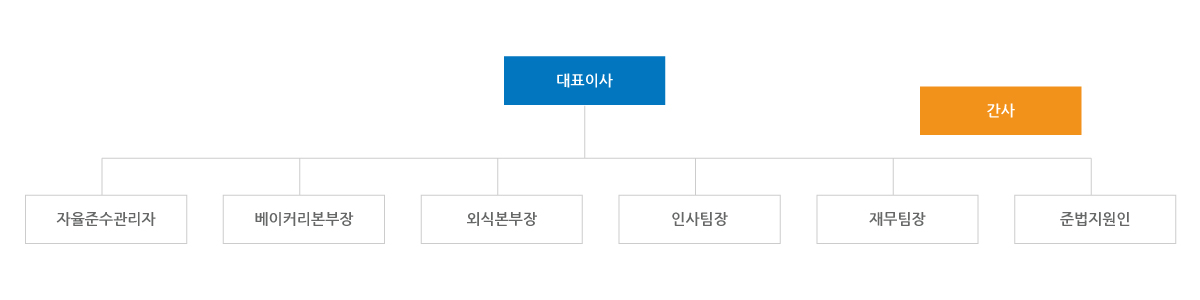 대표이사
간사
자율준수관리자
베이커리본부장
외식본부장
인사팀장
재무팀장
준법지원인